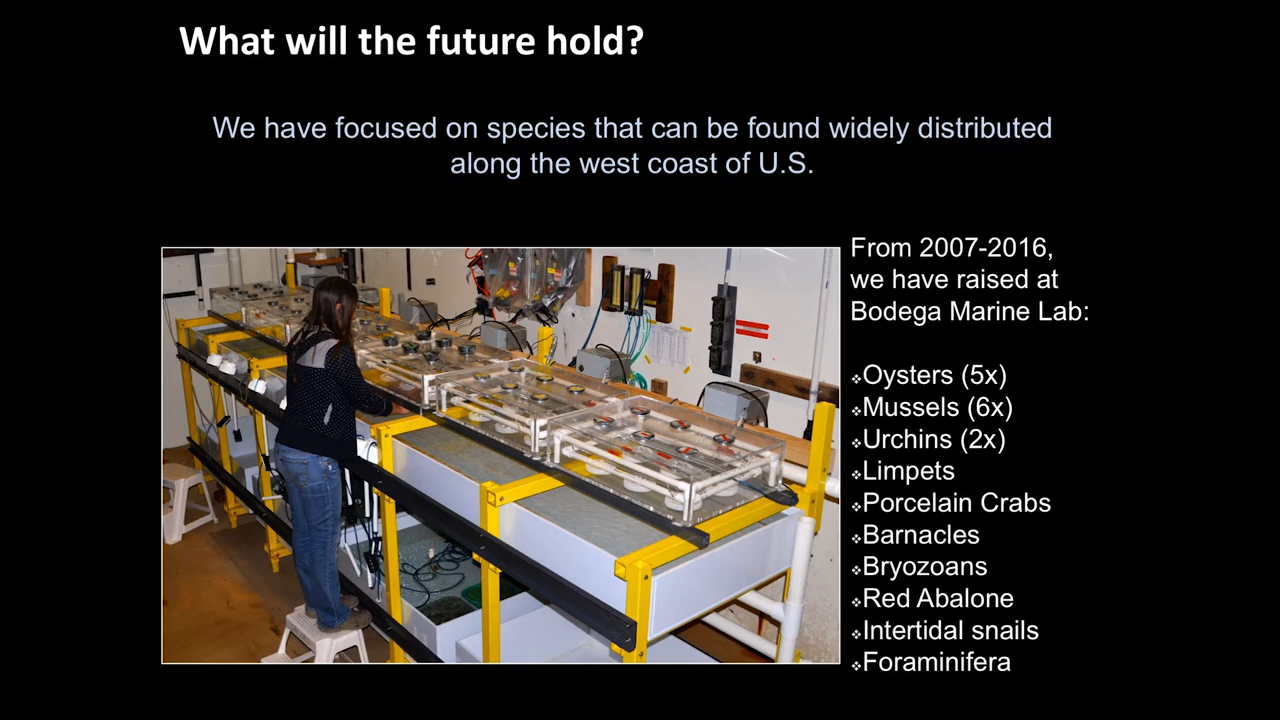 What will the future hold?
We have focused on species that can be found widely distributed
along the west coast of U.S.
From 2007-2016,
we have raised at
Bodega Marine Lab:
❖Oysters (5x)
❖Mussels (6x)
❖Urchins (2x)
❖Limpets
❖Porcelain Crabs
❖Barnacles
❖Bryozoans
❖Red Abalone
❖Intertidal snails
❖Foraminifera